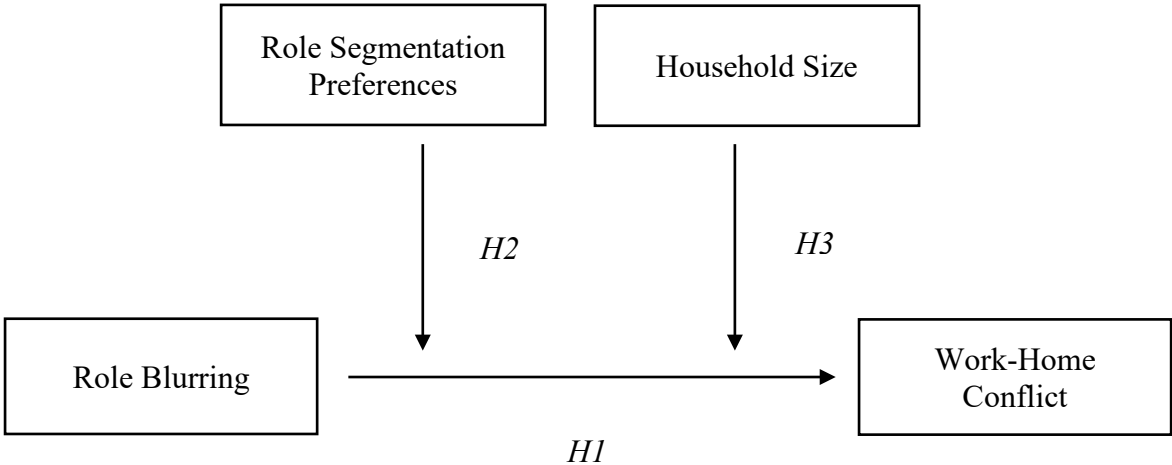 Role Segmentation
Preferences
Household Size
H2
H3
Role Blurring
Work-Home
Conflict
H1